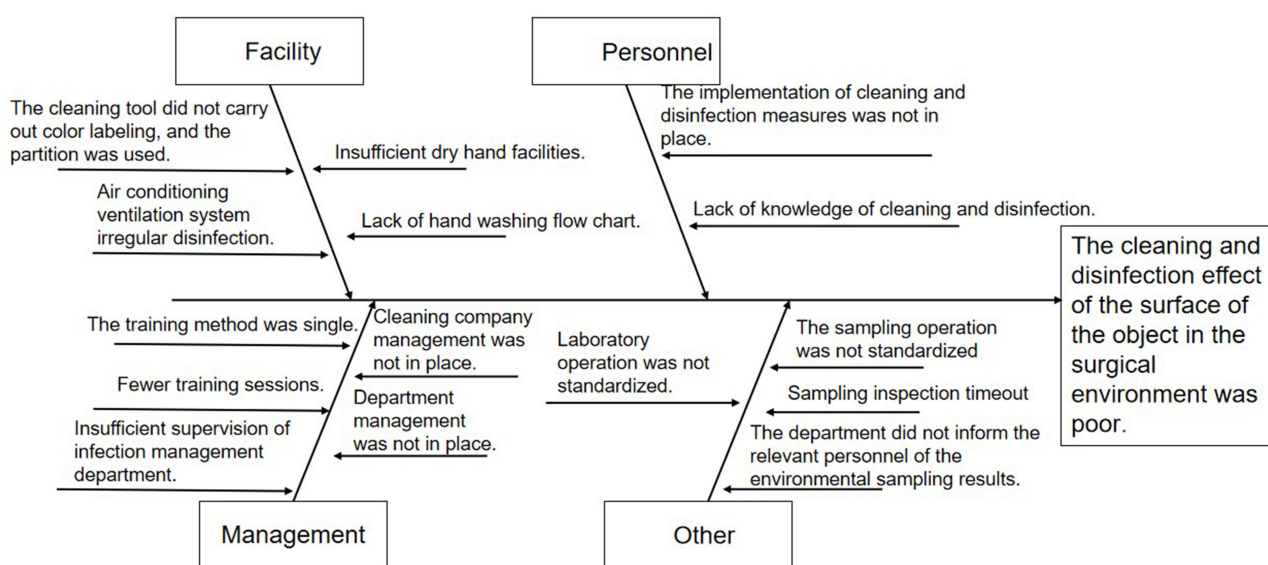 Facility
Personnel
The cleaning tool did not carry
out color labeling, and the
partition was used.
Insufficient dry hand facilities.
Air conditioning
ventilation system
irregular disinfection.
Lack of hand washing flow chart.
The implementation of cleaning and
disinfection measures was not in
place.
Lack of knowledge of cleaning and disinfection.
The cleaning and
disinfection effect
of the surface of
the object in the
surgical
environment was
poor.
The training method was single.
Cleaning company
management was
not in place.
Fewer training sessions.
Department
management
was not in place.
Insufficient supervision of
infection management
department.
Laboratory
operation was not
standardized.
The sampling operation
was not standardized
Sampling inspection timeout
The department did not inform the
relevant personnel of the
environmental sampling results.
Management
Other